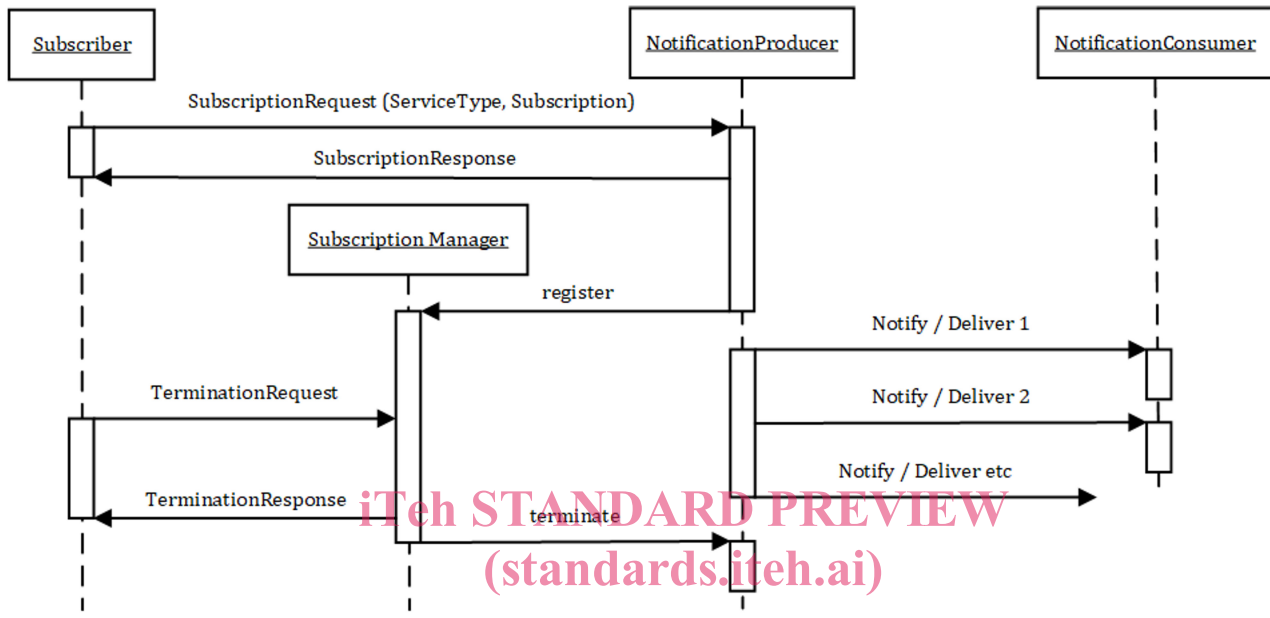 Subscriber
NotificationProducer
NotificationConsumer
SubscriptionRequest (ServiceType, Subscription)
SubscriptionResponse
Subscription Manager
register
Notify / Deliver 1
TerminationRequest
Notify / Deliver 2
Notify / Deliver etc
TerminationResponse
iTeh STANDARD PREVIEW
terminate
(standards.iteh.ai)